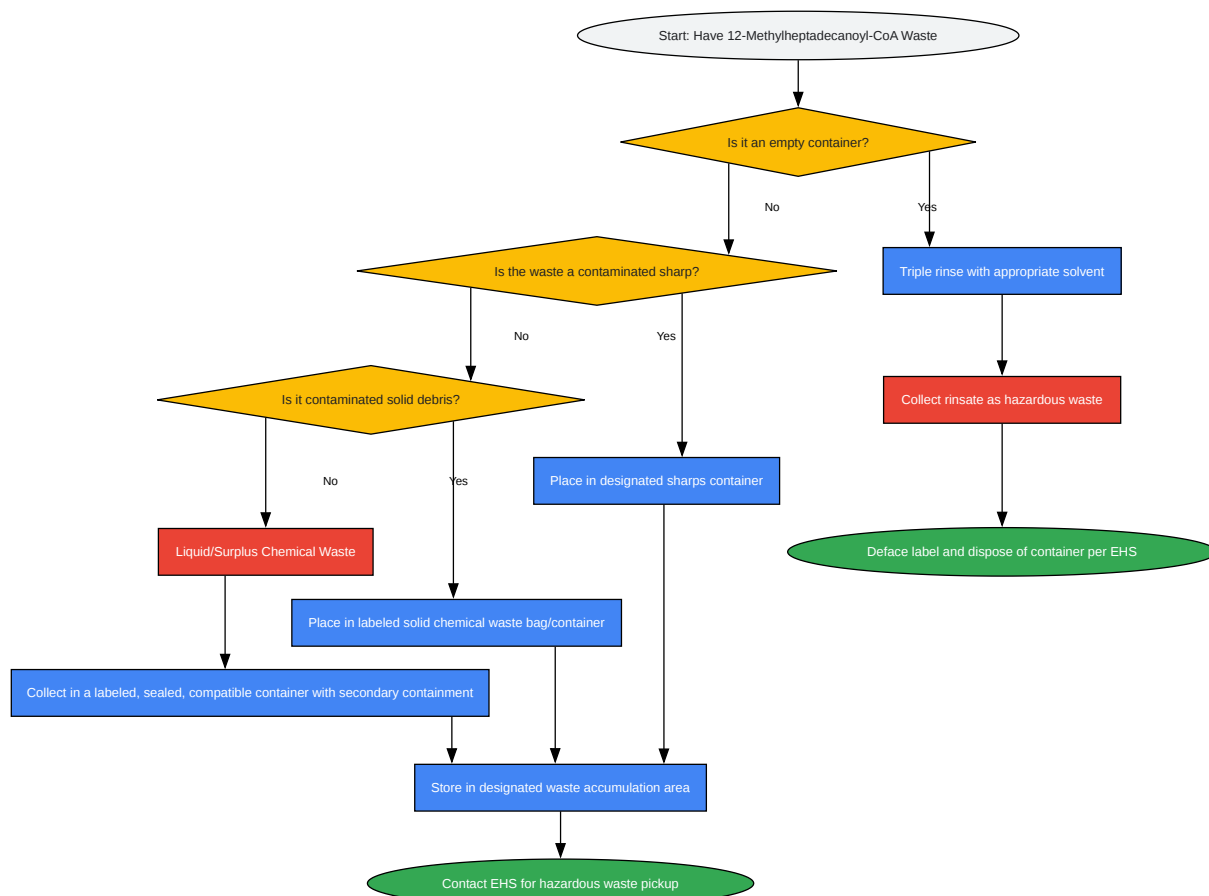 Start: Have 12-Methylheptadecanoyl-CoA Waste
Is it an empty container?
No
Yes
Is the waste a contaminated sharp?
Triple rinse with appropriate solvent
No
Yes
Is it contaminated solid debris?
Collect rinsate as hazardous waste
No
Yes
Place in designated sharps container
Liquid/Surplus Chemical Waste
Deface label and dispose of container per EHS
Place in labeled solid chemical waste bag/container
Collect in a labeled, sealed, compatible container with secondary containment
Store in designated waste accumulation area
Contact EHS for hazardous waste pickup